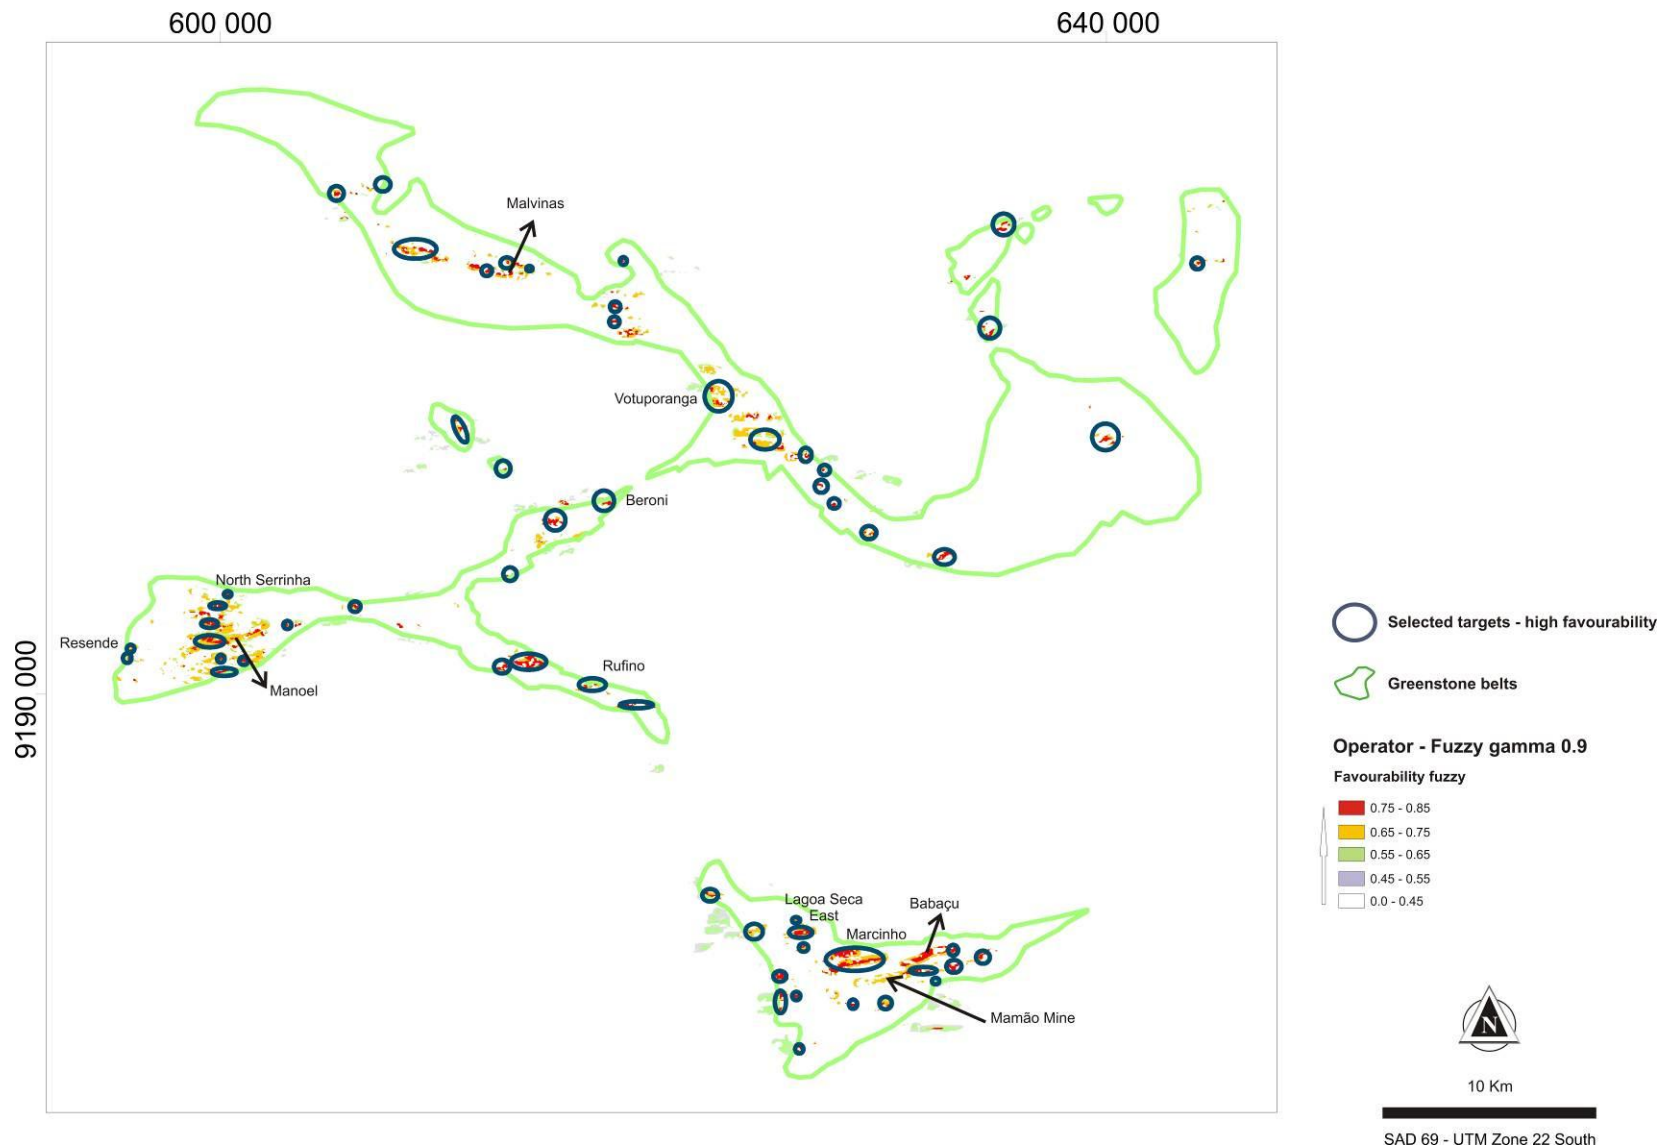 600 000
640 000
Malvinas
Votuporanga
Beroni
North Serrinha
Resende
Manoel
Rufino
9190 000
Lagoa Seca
East
Babaçu
Marcinho
Mamão Mine
Selected targets - high favourability
Greenstone belts
Operator - Fuzzy gamma 0.9
Favourability fuzzy
0.75 - 0.85
0.65 - 0.75
0.55 - 0.65
0.45 - 0.55
0.0 - 0.45
N
10 Km
SAD 69 - UTM Zone 22 South